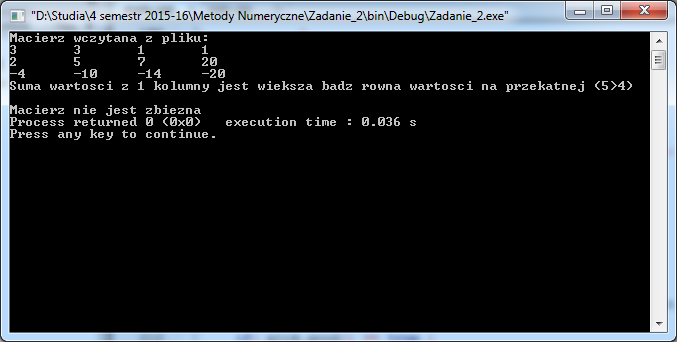 "D:\Studia\4 semestr 2015-16\Metody Numeryczne\Zadanie_2\bin\Debug\Zadanie_2.exe"
Macierz wczytana z pliku:
3 3 1 1
2 5 7 20
-4 -10 -14 -20
Suma wartosci z 1 kolumny jest wieksza badz rowna wartosci na przekatnej (5>4)
Macierz nie jest zbiezna
Process returned 0 (0x0) execution time : 0.036 s
Press any key to continue.